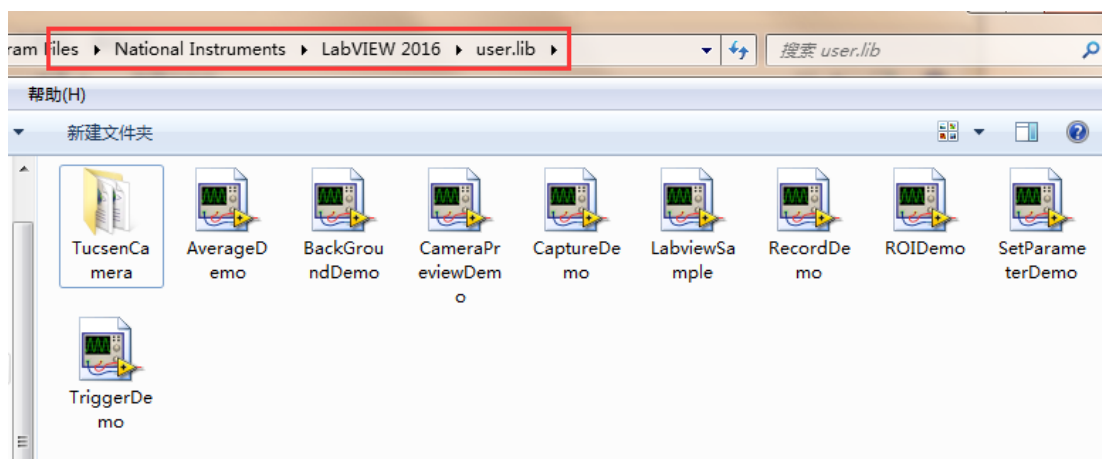 ram Files ▸ National Instruments ▸ LabVIEW 2016 ▸ user.lib ▸
搜索 user.lib
帮助(H)
新建文件夹
TucsenCa
mera
AverageD
emo
BackGrou
ndDemo
CameraPr
eviewDem
o
CaptureDe
mo
LabviewSa
mple
RecordDe
mo
ROIDemo
SetParame
terDemo
TriggerDe
mo